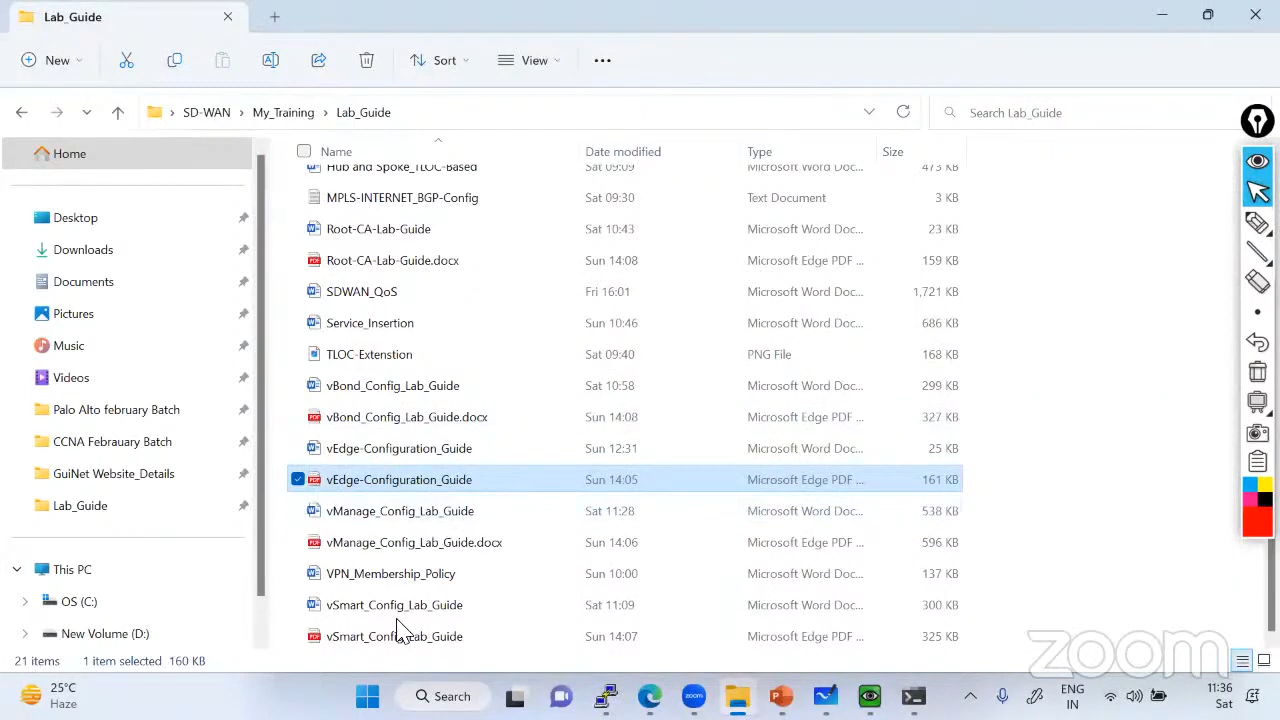 Lab_Guide
New
Sort
View
SD-WAN > My_Training > Lab_Guide
Search Lab_Guide
Home
Desktop
Downloads
Documents
Pictures
Music
Videos
Palo Alto february Batch
CCNA Febrauary Batch
GuiNet Website_Details
Lab_Guide
This PC
OS (C:)
New Volume (D:)
Name Date modified Type Size
Hub and Spoke_TLOC-Based Sat 09:09 Microsoft Word Doc... 473 KB
MPLS-INTERNET_BGP-Config Sat 09:30 Text Document 3 KB
Root-CA-Lab-Guide Sat 10:43 Microsoft Word Doc... 23 KB
Root-CA-Lab-Guide.docx Sun 14:08 Microsoft Edge PDF ... 159 KB
SDWAN_QoS Fri 16:01 Microsoft Word Doc... 1,721 KB
Service_Insertion Sun 10:46 Microsoft Word Doc... 686 KB
TLOC-Extenstion Sat 09:40 PNG File 168 KB
vBond_Config_Lab_Guide Sat 10:58 Microsoft Word Doc... 299 KB
vBond_Config_Lab_Guide.docx Sun 14:08 Microsoft Edge PDF ... 327 KB
vEdge-Configuration_Guide Sun 12:31 Microsoft Word Doc... 25 KB
vEdge-Configuration_Guide Sun 14:05 Microsoft Edge PDF ... 161 KB
vManage_Config_Lab_Guide Sat 11:28 Microsoft Word Doc... 538 KB
vManage_Config_Lab_Guide.docx Sun 14:06 Microsoft Edge PDF ... 596 KB
VPN_Membership_Policy Sun 10:00 Microsoft Word Doc... 137 KB
vSmart_Config_Lab_Guide Sat 11:09 Microsoft Word Doc... 300 KB
vSmart_Config_Lab_Guide Sun 14:07 Microsoft Edge PDF ... 325 KB
21 items 1 item selected 160 KB
zoom
25°C
Haze
Search
zoom
ENG
IN
11:36
Sat